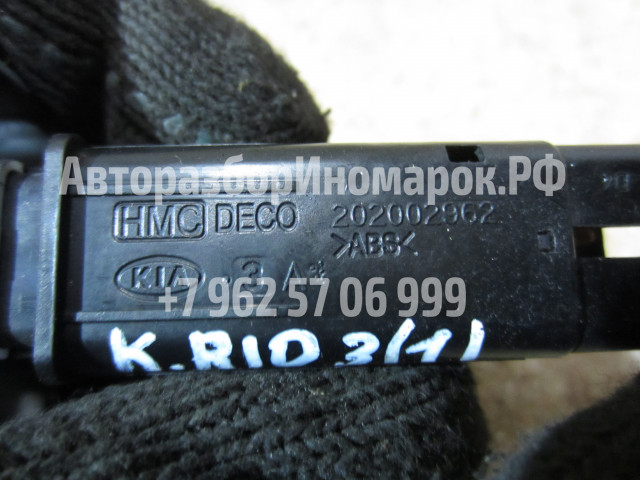 АвторазборИномарок.РФ
HMC DECO 202002962
>ABS<
KIA .3
+7 962 57 06 999
K.RIO 3(1)